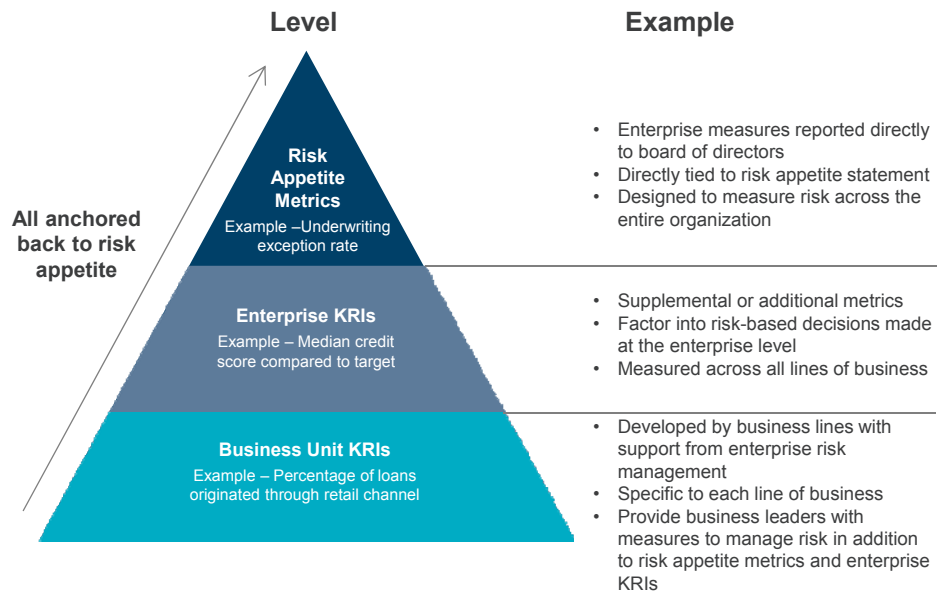 Level
Example
All anchored
back to risk
appetite
Risk
Appetite
Metrics
Example –Underwriting
exception rate
• Enterprise measures reported directly
to board of directors
• Directly tied to risk appetite statement
• Designed to measure risk across the
entire organization
Enterprise KRIs
Example – Median credit
score compared to target
• Supplemental or additional metrics
• Factor into risk-based decisions made
at the enterprise level
• Measured across all lines of business
Business Unit KRIs
Example – Percentage of loans
originated through retail channel
• Developed by business lines with
support from enterprise risk
management
• Specific to each line of business
• Provide business leaders with
measures to manage risk in addition
to risk appetite metrics and enterprise
KRIs